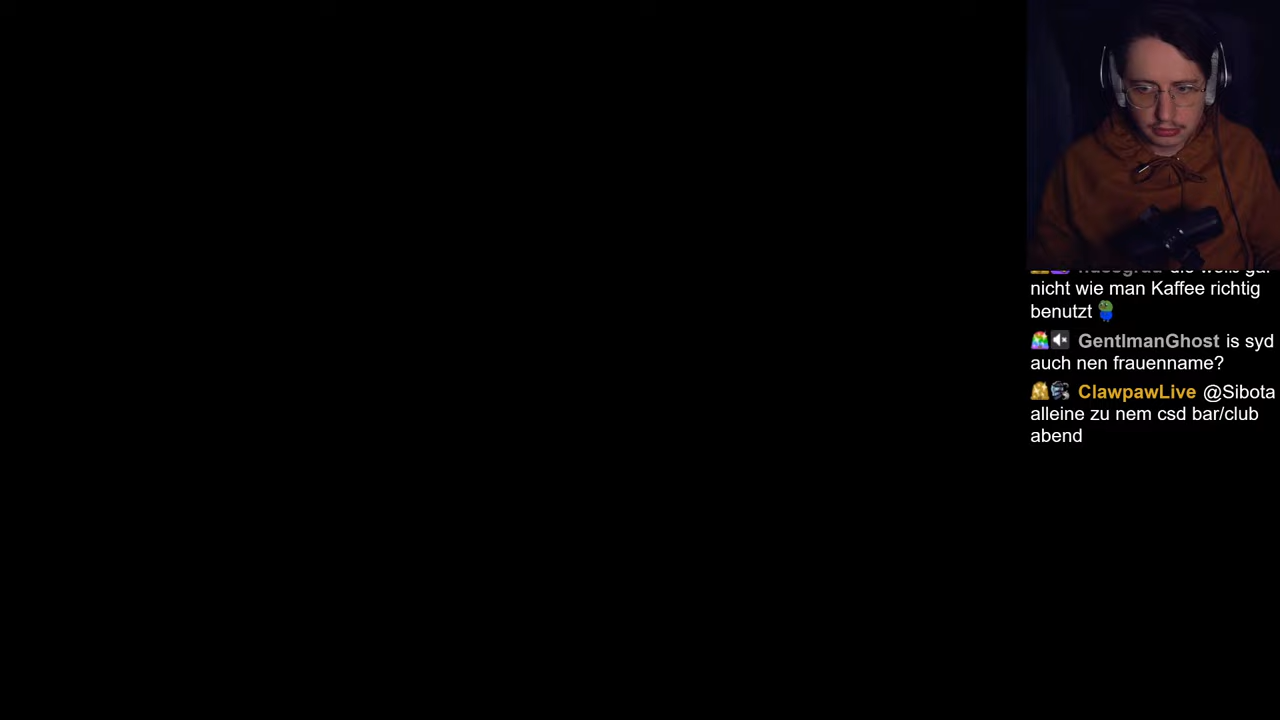 nicht wie man Kaffee richtig
benutzt
GentlmanGhost is syd
auch nen frauenname?
ClawpawLive @Sibota
alleine zu nem csd bar/club
abend